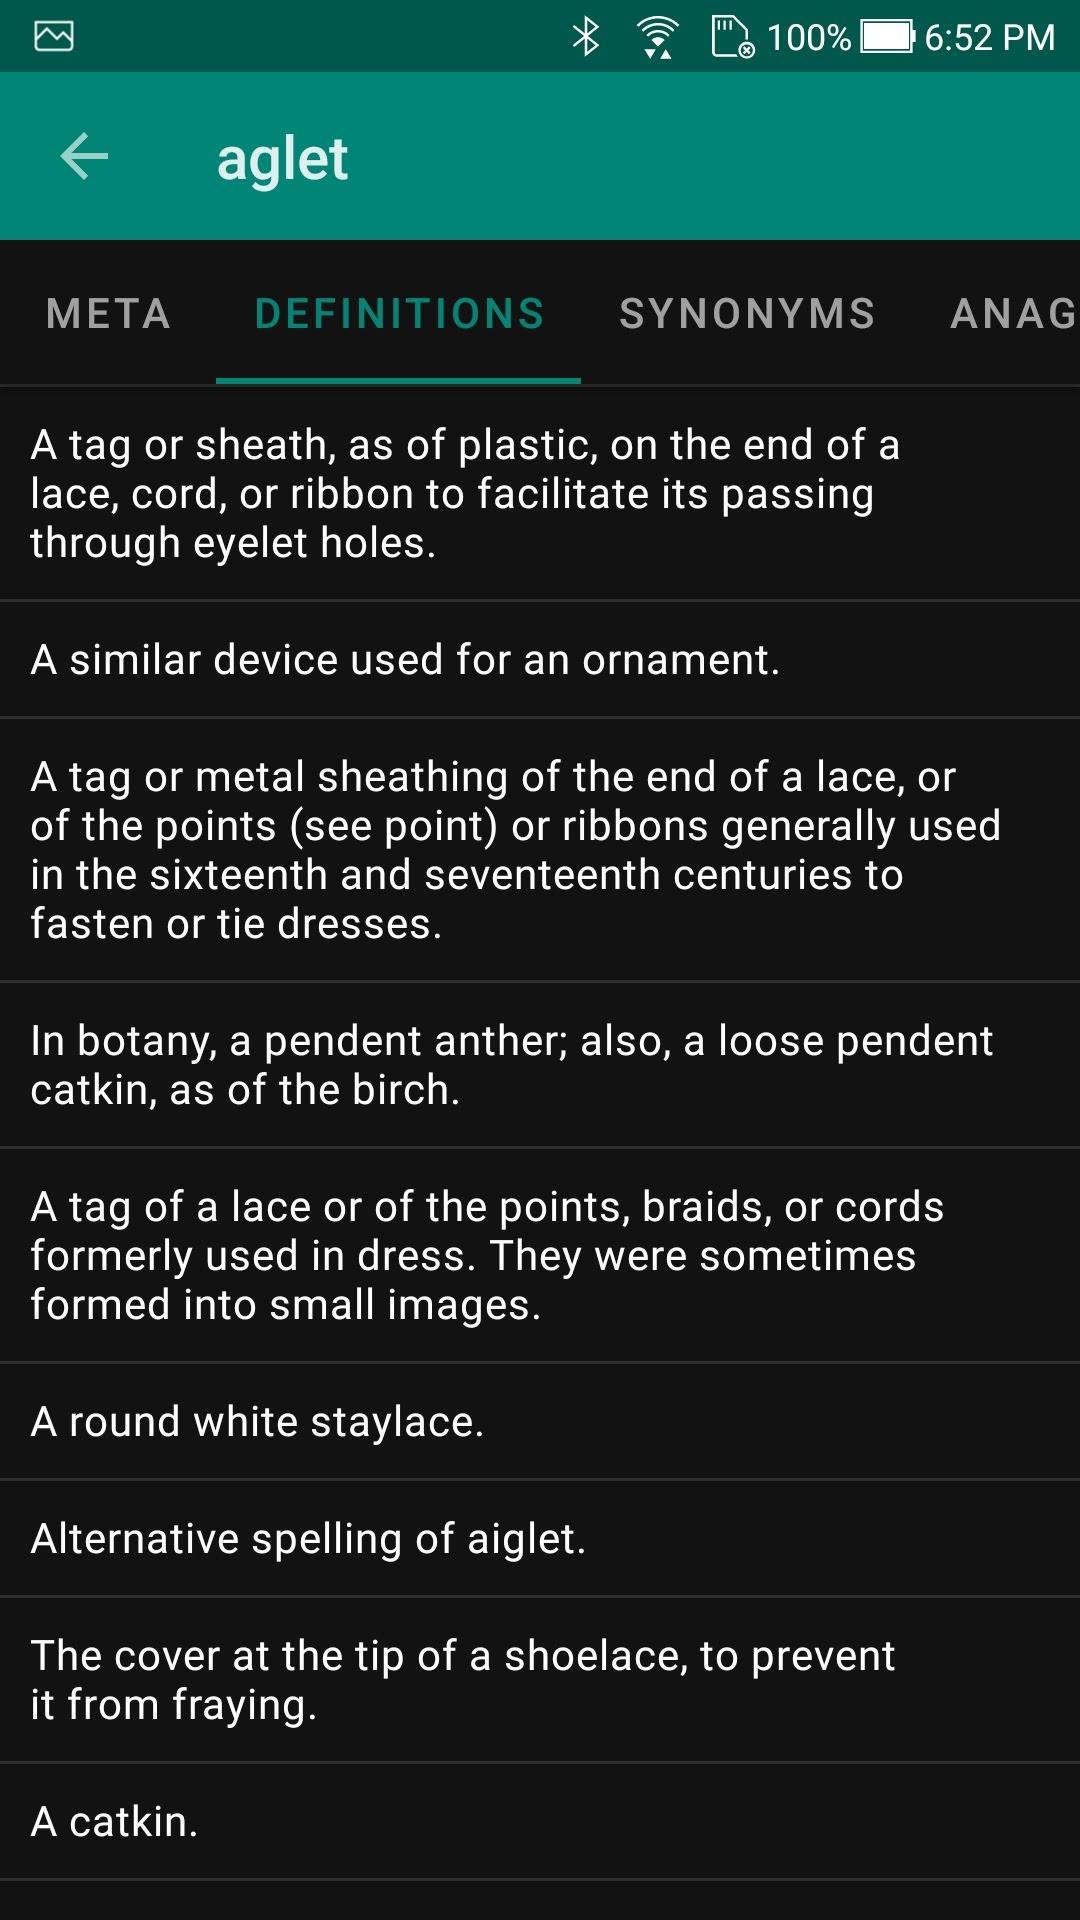 100% 6:52 PM
aglet
META DEFINITIONS SYNONYMS ANAG
A tag or sheath, as of plastic, on the end of a
lace, cord, or ribbon to facilitate its passing
through eyelet holes.
A similar device used for an ornament.
A tag or metal sheathing of the end of a lace, or
of the points (see point) or ribbons generally used
in the sixteenth and seventeenth centuries to
fasten or tie dresses.
In botany, a pendent anther; also, a loose pendent
catkin, as of the birch.
A tag of a lace or of the points, braids, or cords
formerly used in dress. They were sometimes
formed into small images.
A round white staylace.
Alternative spelling of aiglet.
The cover at the tip of a shoelace, to prevent
it from fraying.
A catkin.